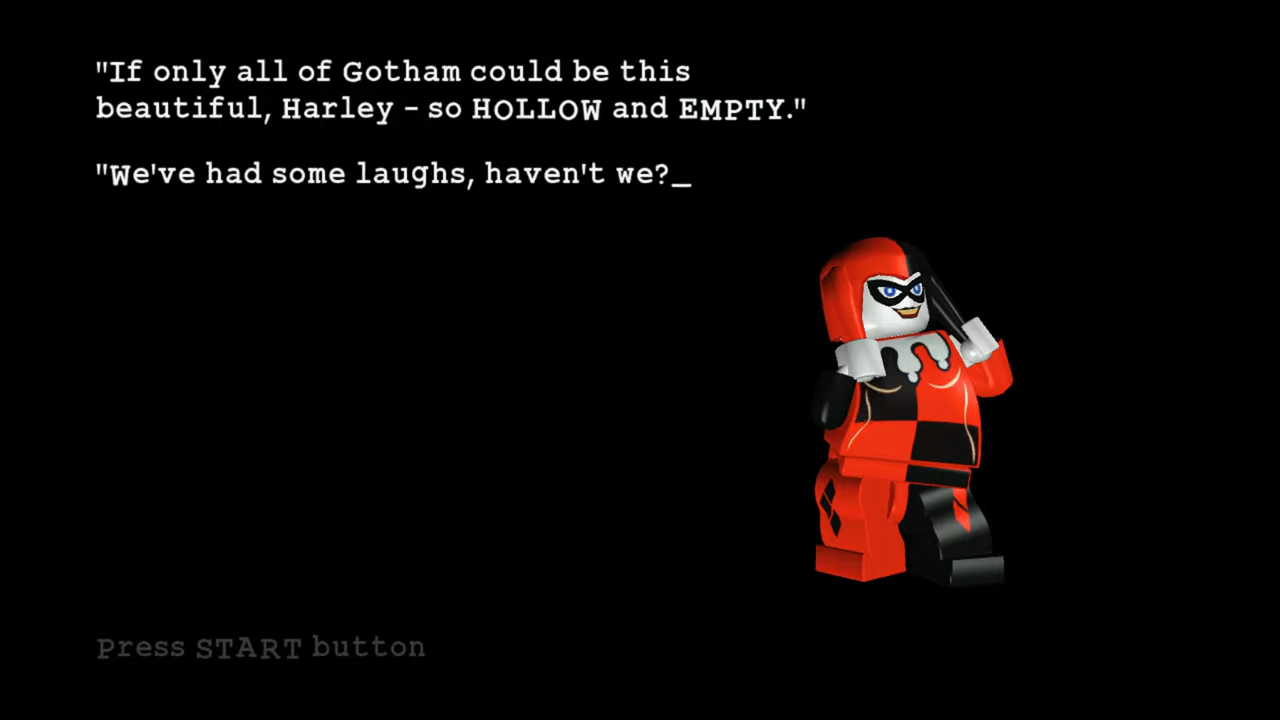 "If only all of Gotham could be this
beautiful, Harley - so HOLLOW and EMPTY."
"We've had some laughs, haven't we?_
Press START button